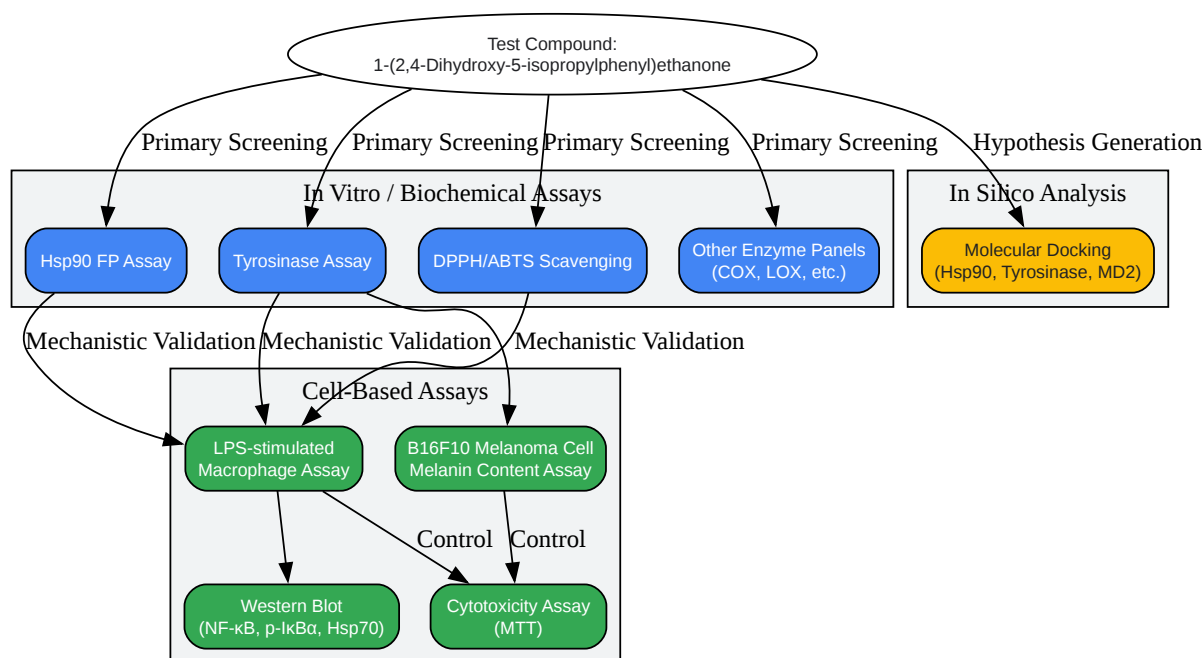 Test Compound:
1-(2,4-Dihydroxy-5-isopropylphenyl)ethanone
Primary Screening
Primary Screening
Primary Screening
Primary Screening
Hypothesis Generation
In Vitro / Biochemical Assays
In Silico Analysis
Hsp90 FP Assay
Tyrosinase Assay
DPPH/ABTS Scavenging
Other Enzyme Panels
(COX, LOX, etc.)
Molecular Docking
(Hsp90, Tyrosinase, MD2)
Mechanistic Validation
Mechanistic Validation
Mechanistic Validation
Cell-Based Assays
LPS-stimulated
Macrophage Assay
B16F10 Melanoma Cell
Melanin Content Assay
Control
Control
Western Blot
(NF-κB, p-IκBα, Hsp70)
Cytotoxicity Assay
(MTT)